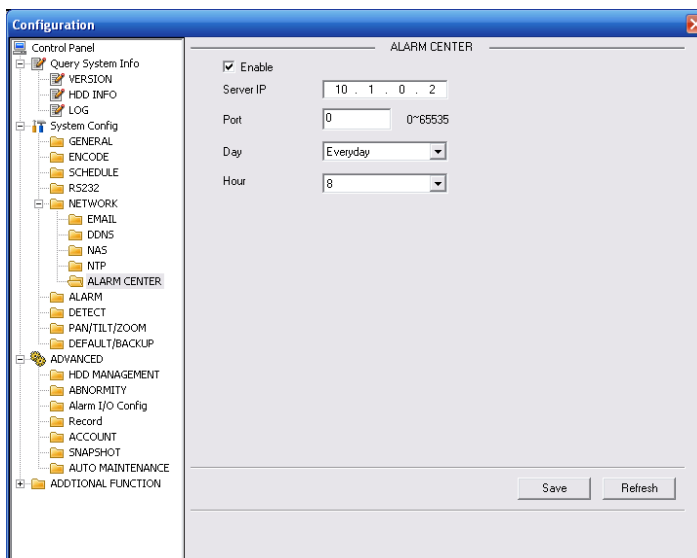 Configuration
Control Panel
Query System Info
VERSION
HDD INFO
LOG
System Config
GENERAL
ENCODE
SCHEDULE
RS232
NETWORK
EMAIL
DDNS
NAS
NTP
ALARM CENTER
ALARM
DETECT
PAN/TILT/ZOOM
DEFAULT/BACKUP
ADVANCED
HDD MANAGEMENT
ABNORMITY
Alarm I/O Config
Record
ACCOUNT
SNAPSHOT
AUTO MAINTENANCE
ADDTIONAL FUNCTION
ALARM CENTER
Enable
Server IP 10 . 1 . 0 . 2
Port 0 0~65535
Day Everyday
Hour 8
Save Refresh